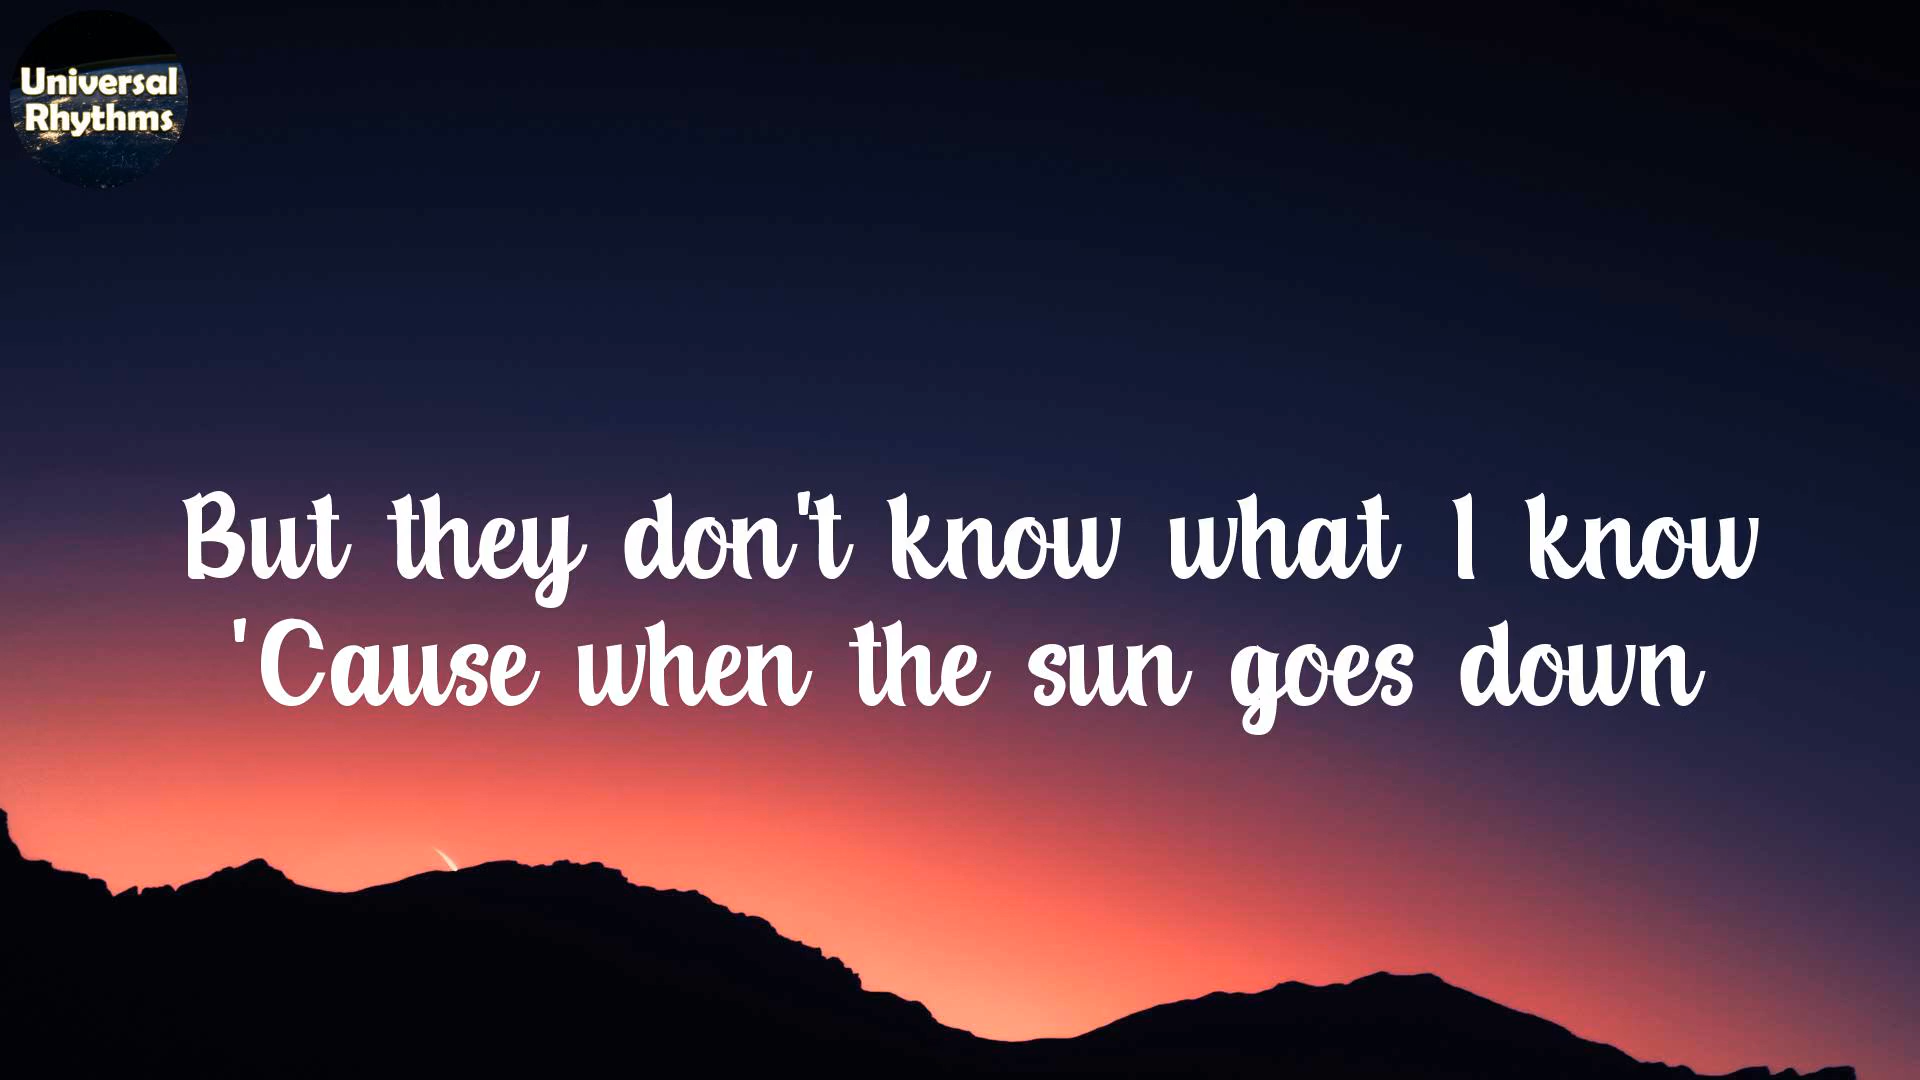 Universal
Rhythms
But they don't know what I know
'Cause when the sun goes down